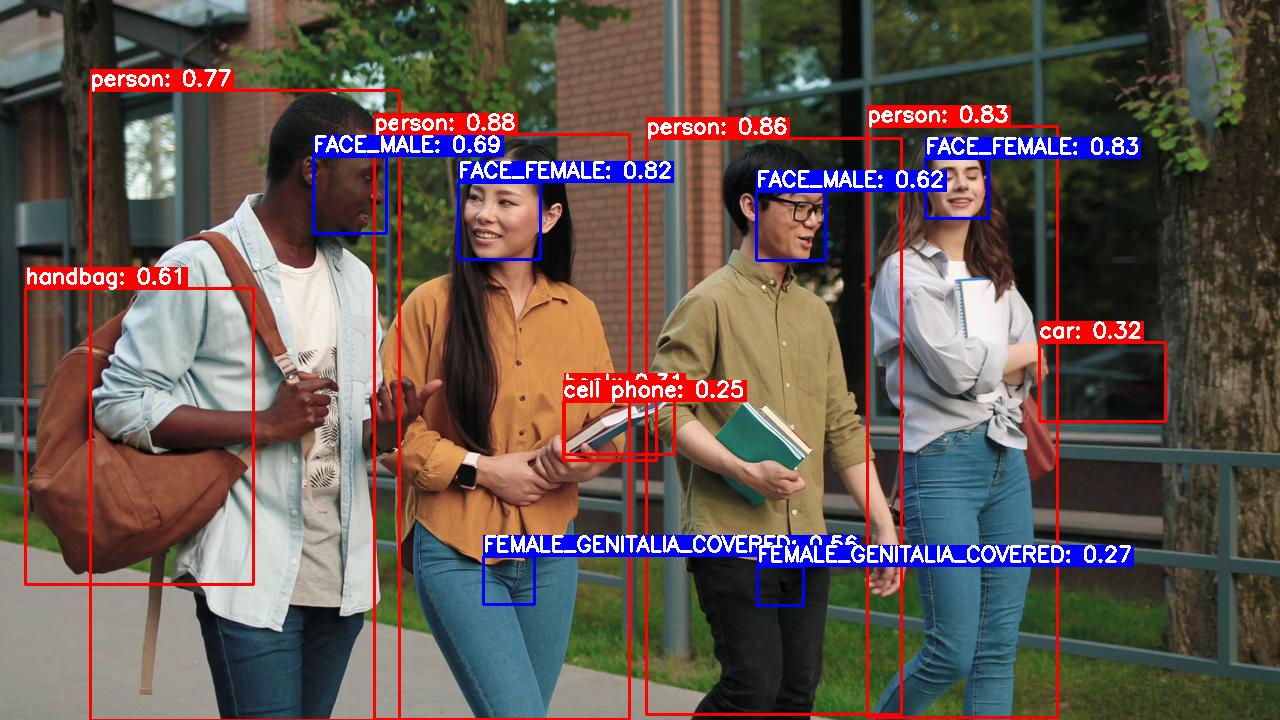 person: 0.77
person: 0.88
person: 0.86
person: 0.83
FACE_MALE: 0.69
FACE_FEMALE: 0.82
FACE_MALE: 0.62
FACE_FEMALE: 0.83
handbag: 0.61
car: 0.32
cell phone: 0.25
FEMALE_GENITALIA_COVERED: 0.56
FEMALE_GENITALIA_COVERED: 0.27